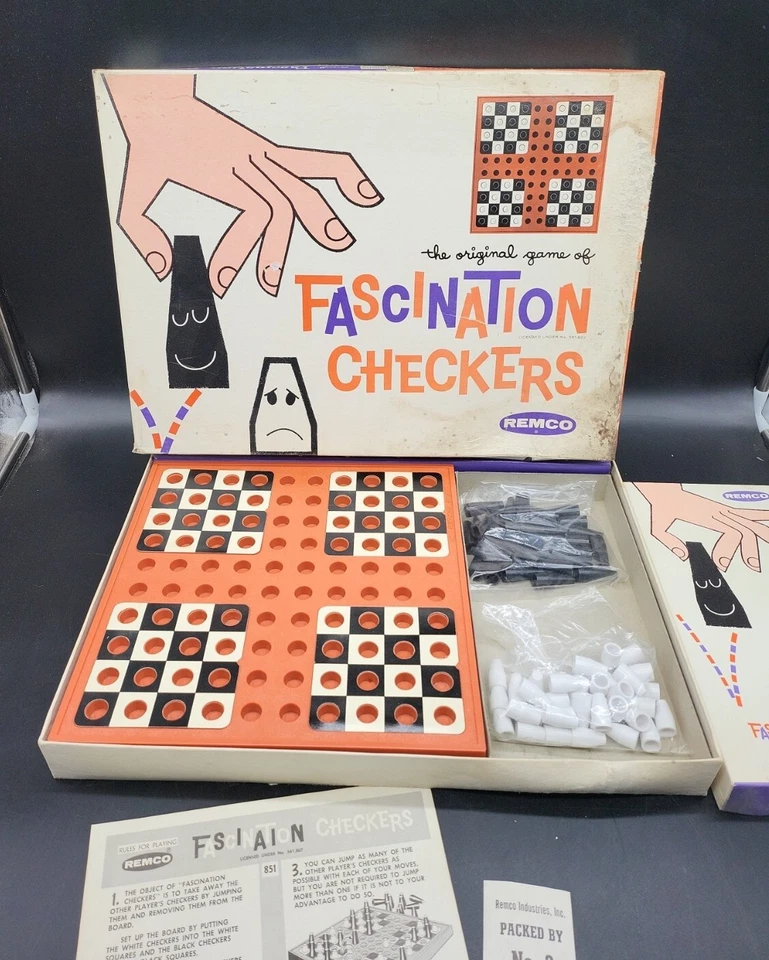 the original game of
FASCINATION
CHECKERS
REMCO
REMCO
RULES FOR PLAYING
REMCO
FASCINATION CHECKERS
851
1. THE OBJECT OF "FASCINATION
CHECKERS" IS TO TAKE AWAY THE
OTHER PLAYER'S CHECKERS BY JUMPING
THEM AND REMOVING THEM FROM THE
BOARD.
SET UP THE BOARD BY PUTTING
THE WHITE CHECKERS INTO THE WHITE
SQUARES AND THE BLACK CHECKERS
BLACK SQUARES.
3. YOU CAN JUMP AS MANY OF THE
OTHER PLAYER'S CHECKERS AS
POSSIBLE WITH EACH OF YOUR MOVES,
BUT YOU ARE NOT REQUIRED TO JUMP
MORE THAN ONE IF IT IS NOT TO YOUR
ADVANTAGE TO DO SO.
Remco Industries, Inc.
PACKED BY
No.